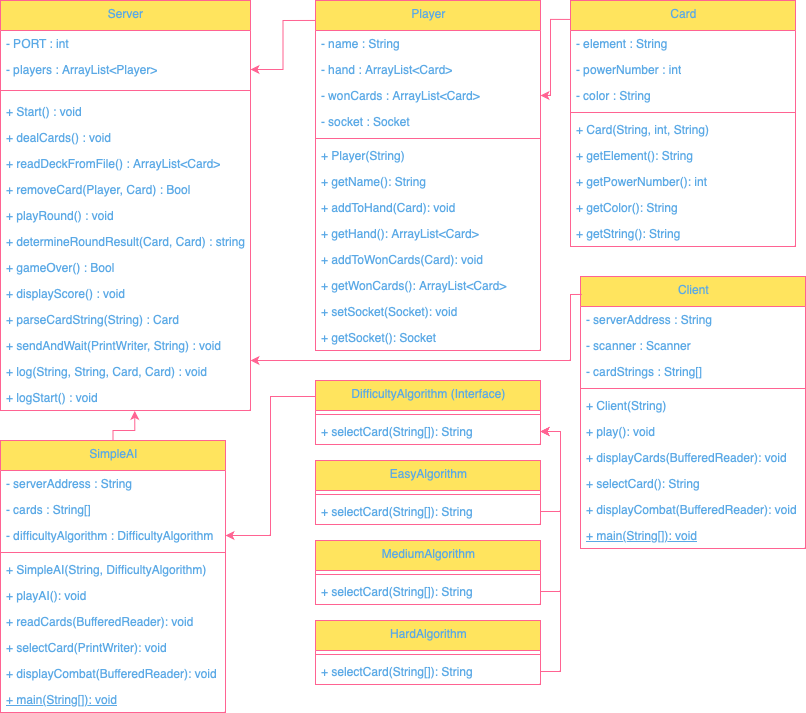 Server
- PORT : int
- players : ArrayList<Player>
+ Start() : void
+ dealCards() : void
+ readDeckFromFile() : ArrayList<Card>
+ removeCard(Player, Card) : Bool
+ playRound() : void
+ determineRoundResult(Card, Card) : string
+ gameOver() : Bool
+ displayScore() : void
+ parseCardString(String) : Card
+ sendAndWait(PrintWriter, String) : void
+ log(String, String, Card, Card) : void
+ logStart() : void
Player
- name : String
- hand : ArrayList<Card>
- wonCards : ArrayList<Card>
- socket : Socket
+ Player(String)
+ getName(): String
+ addToHand(Card): void
+ getHand(): ArrayList<Card>
+ addToWonCards(Card): void
+ getWonCards(): ArrayList<Card>
+ setSocket(Socket): void
+ getSocket(): Socket
Card
- element : String
- powerNumber : int
- color : String
+ Card(String, int, String)
+ getElement(): String
+ getPowerNumber(): int
+ getColor(): String
+ getString(): String
Client
- serverAddress : String
- scanner : Scanner
- cardStrings : String[]
+ Client(String)
+ play(): void
+ displayCards(BufferedReader): void
+ selectCard(): String
+ displayCombat(BufferedReader): void
+ main(String[]): void
DifficultyAlgorithm (Interface)
+ selectCard(String[]): String
EasyAlgorithm
+ selectCard(String[]): String
MediumAlgorithm
+ selectCard(String[]): String
HardAlgorithm
+ selectCard(String[]): String
SimpleAI
- serverAddress : String
- cards : String[]
- difficultyAlgorithm : DifficultyAlgorithm
+ SimpleAI(String, DifficultyAlgorithm)
+ playAI(): void
+ readCards(BufferedReader): void
+ selectCard(PrintWriter): void
+ displayCombat(BufferedReader): void
+ main(String[]): void